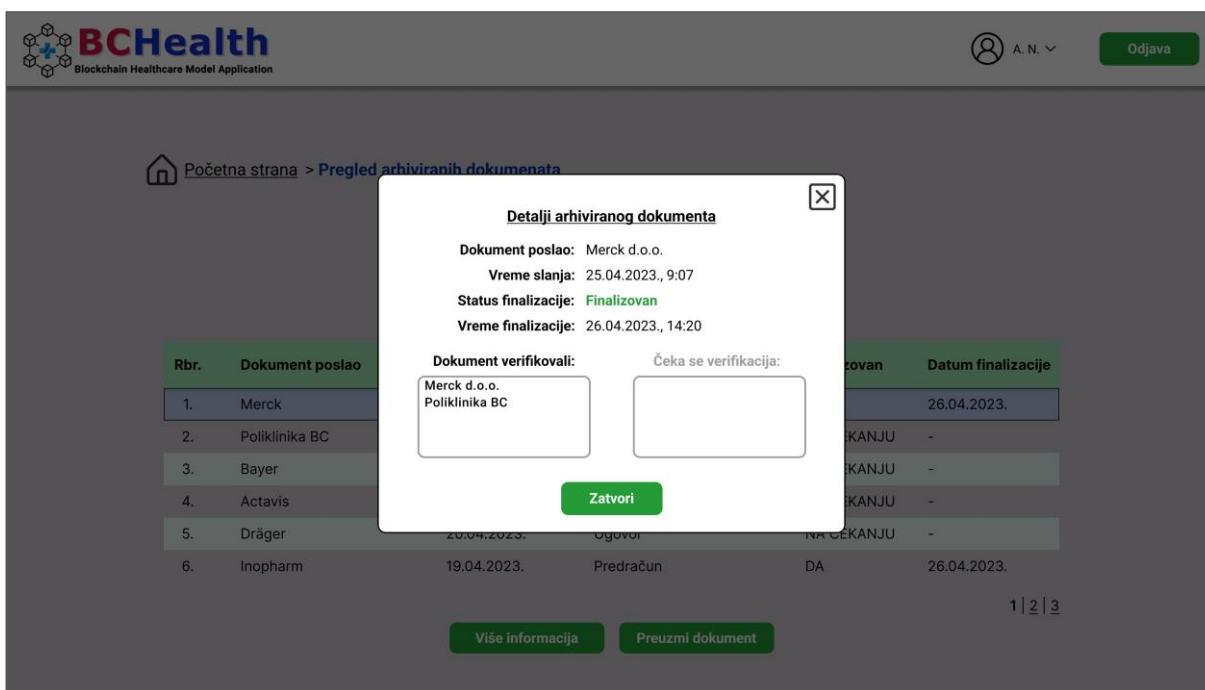 BCHealth
Blockchain Healthcare Model Application
A. N.
Odjava
Početna strana > Pregled arhiviranih dokumenata
Detalji arhiviranog dokumenta
Dokument poslao: Merck d.o.o.
Vreme slanja: 25.04.2023., 9:07
Status finalizacije: Finalizovan
Vreme finalizacije: 26.04.2023., 14:20
Dokument verifikovali: Čeka se verifikacija:
Merck d.o.o.
Poliklinika BC
Zatvori
Rbr. Dokument poslao Datum finalizacije
1. Merck 26.04.2023.
2. Poliklinika BC -
3. Bayer -
4. Actavis -
5. Dräger 20.04.2023. Ugovor NA ČEKANJU -
6. Inopharm 19.04.2023. Predračun DA 26.04.2023.
1 | 2 | 3
Više informacija Preuzmi dokument